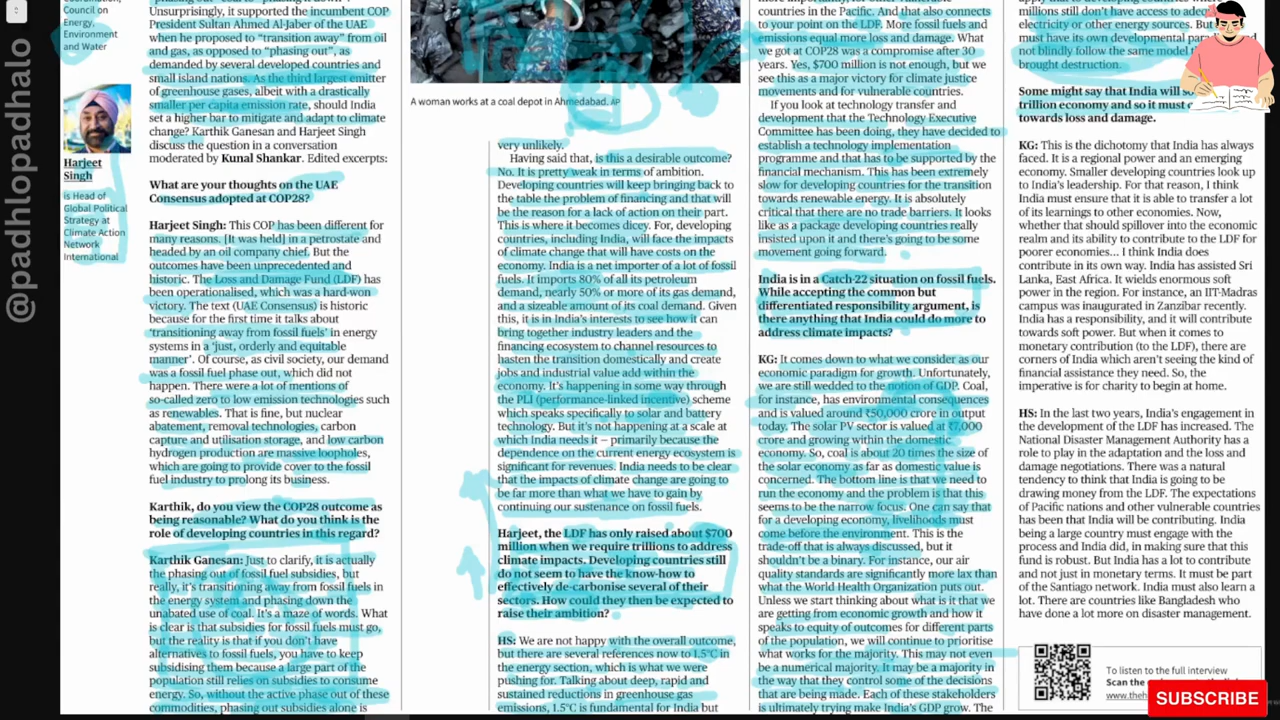 @padhlopadhalo
Coordination,
Council on
Energy,
Environment
and Water
Harjeet
Singh
is Head of
Global Political
Strategy at
Climate Action
Network
International
Unsurprisingly, it supported the incumbent COP
President Sultan Ahmed Al-Jaber of the UAE
when he proposed to “transition away” from oil
and gas, as opposed to “phasing out”, as
demanded by several developed countries and
small island nations. As the third largest emitter
of greenhouse gases, albeit with a drastically
smaller per capita emission rate, should India
set a higher bar to mitigate and adapt to climate
change? Karthik Ganesan and Harjeet Singh
discuss the question in a conversation
moderated by Kunal Shankar. Edited excerpts:
What are your thoughts on the UAE
Consensus adopted at COP28?
Harjeet Singh: This COP has been different for
many reasons. [It was held] in a petrostate and
headed by an oil company chief. But the
outcomes have been unprecedented and
historic. The Loss and Damage Fund (LDF) has
been operationalised, which was a hard-won
victory. The text (UAE Consensus) is historic
because for the first time it talks about
‘transitioning away from fossil fuels’ in energy
systems in a ‘just, orderly and equitable
manner’. Of course, as civil society, our demand
was a fossil fuel phase out, which did not
happen. There were a lot of mentions of
so-called zero to low emission technologies such
as renewables. That is fine, but nuclear
abatement, removal technologies, carbon
capture and utilisation storage, and low carbon
hydrogen production are massive loopholes,
which are going to provide cover to the fossil
fuel industry to prolong its business.
Karthik, do you view the COP28 outcome as
being reasonable? What do you think is the
role of developing countries in this regard?
Karthik Ganesan: Just to clarify, it is actually
the phasing out of fossil fuel subsidies, but
really, it’s transitioning away from fossil fuels in
the energy system and phasing down the
unabated use of coal. It’s a maze of words. What
is clear is that subsidies for fossil fuels must go,
but the reality is that if you don’t have
alternatives to fossil fuels, you have to keep
subsidising them because a large part of the
population still relies on subsidies to consume
energy. So, without the active phase out of these
commodities, phasing out subsidies alone is
A woman works at a coal depot in Ahmedabad. AP
very unlikely.
Having said that, is this a desirable outcome?
No. It is pretty weak in terms of ambition.
Developing countries will keep bringing back to
the table the problem of financing and that will
be the reason for a lack of action on their part.
This is where it becomes dicey. For, developing
countries, including India, will face the impacts
of climate change that will have costs on the
economy. India is a net importer of a lot of fossil
fuels. It imports 80% of all its petroleum
demand, nearly 50% or more of its gas demand,
and a sizeable amount of its coal demand. Given
this, it is in India’s interests to see how it can
bring together industry leaders and the
financing ecosystem to channel resources to
hasten the transition domestically and create
jobs and industrial value add within the
economy. It’s happening in some way through
the PLI (performance-linked incentive) scheme
which speaks specifically to solar and battery
technology. But it’s not happening at a scale at
which India needs it — primarily because the
dependence on the current energy ecosystem is
significant for revenues. India needs to be clear
that the impacts of climate change are going to
be far more than what we have to gain by
continuing our sustenance on fossil fuels.
Harjeet, the LDF has only raised about $700
million when we require trillions to address
climate impacts. Developing countries still
do not seem to have the know-how to
effectively de-carbonise several of their
sectors. How could they then be expected to
raise their ambition?
HS: We are not happy with the overall outcome,
but there are several references now to 1.5°C in
the energy section, which is what we were
pushing for. Talking about deep, rapid and
sustained reductions in greenhouse gas
emissions, 1.5°C is fundamental for India but
countries in the Pacific. And that also connects
to your point on the LDF. More fossil fuels and
emissions equal more loss and damage. What
we got at COP28 was a compromise after 30
years. Yes, $700 million is not enough, but we
see this as a major victory for climate justice
movements and for vulnerable countries.
If you look at technology transfer and
development that the Technology Executive
Committee has been doing, they have decided to
establish a technology implementation
programme and that has to be supported by the
financial mechanism. This has been extremely
slow for developing countries for the transition
towards renewable energy. It is absolutely
critical that there are no trade barriers. It looks
like as a package developing countries really
insisted upon it and there’s going to be some
movement going forward.
India is in a Catch-22 situation on fossil fuels.
While accepting the common but
differentiated responsibility argument, is
there anything that India could do more to
address climate impacts?
KG: It comes down to what we consider as our
economic paradigm for growth. Unfortunately,
we are still wedded to the notion of GDP. Coal,
for instance, has environmental consequences
and is valued around ₹50,000 crore in output
today. The solar PV sector is valued at ₹7,000
crore and growing within the domestic
economy. So, coal is about 20 times the size of
the solar economy as far as domestic value is
concerned. The bottom line is that we need to
run the economy and the problem is that this
seems to be the narrow focus. One can say that
for a developing economy, livelihoods must
come before the environment. This is the
trade-off that is always discussed, but it
shouldn’t be a binary. For instance, our air
quality standards are significantly more lax than
what the World Health Organization puts out.
Unless we start thinking about what is it that we
are getting from economic growth and how it
speaks to equity of outcomes for different parts
of the population, we will continue to prioritise
what works for the majority. This may not even
be a numerical majority. It may be a majority in
the way that they control some of the decisions
that are being made. Each of these stakeholders
is ultimately trying make India’s GDP grow. The
millions still don’t have access to
electricity or other energy sources. But
must have its own developmental
not blindly follow the same model
brought destruction.
Some might say that India will
trillion economy and so it must
towards loss and damage.
KG: This is the dichotomy that India has always
faced. It is a regional power and an emerging
economy. Smaller developing countries look up
to India’s leadership. For that reason, I think
India must ensure that it is able to transfer a lot
of its learnings to other economies. Now,
whether that should spillover into the economic
realm and its ability to contribute to the LDF for
poorer economies... I think India does
contribute in its own way. India has assisted Sri
Lanka, East Africa. It wields enormous soft
power in the region. For instance, an IIT-Madras
campus was inaugurated in Zanzibar recently.
India has a responsibility, and it will contribute
towards soft power. But when it comes to
monetary contribution (to the LDF), there are
corners of India which aren’t seeing the kind of
financial assistance they need. So, the
imperative is for charity to begin at home.
HS: In the last two years, India’s engagement in
the development of the LDF has increased. The
National Disaster Management Authority has a
role to play in the adaptation and the loss and
damage negotiations. There was a natural
tendency to think that India is going to be
drawing money from the LDF. The expectations
of Pacific nations and other vulnerable countries
has been that India will be contributing. India
being a large country must engage with the
process and India did, in making sure that this
fund is robust. But India has a lot to contribute
and not just in monetary terms. It must be part
of the Santiago network. India must also learn a
lot. There are countries like Bangladesh who
have done a lot more on disaster management.
To listen to the full interview
Scan the
www.theh
SUBSCRIBE